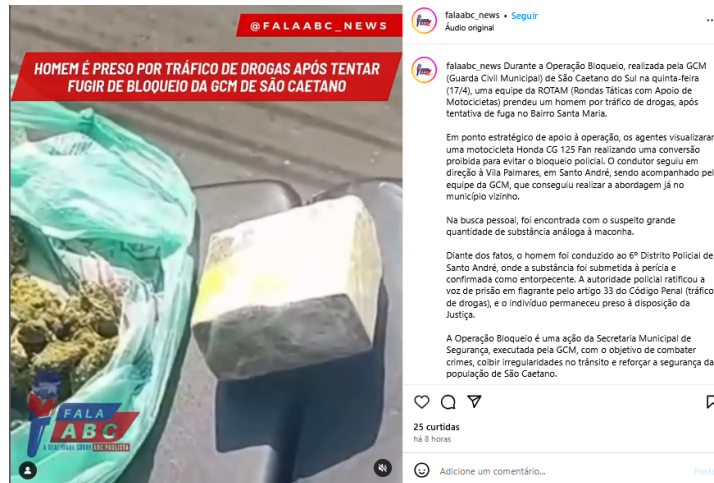 @FALAABC_NEWS
HOMEM É PRESO POR TRÁFICO DE DROGAS APÓS TENTAR
FUGIR DE BLOQUEIO DA GCM DE SÃO CAETANO
FALA
ABC
A REALIDADE SOBRE ABC PAULISTA
falaabc_news • Seguir
Áudio original
falaabc_news Durante a Operação Bloqueio, realizada pela GCM
(Guarda Civil Municipal) de São Caetano do Sul na quinta-feira
(17/4), uma equipe da ROTAM (Rondas Táticas com Apoio de
Motocicletas) prendeu um homem por tráfico de drogas, após
tentativa de fuga no Bairro Santa Maria.
Em ponto estratégico de apoio à operação, os agentes visualizaram
uma motocicleta Honda CG 125 Fan realizando uma conversão
proibida para evitar o bloqueio policial. O condutor seguiu em
direção à Vila Palmares, em Santo André, sendo acompanhado pel
equipe da GCM, que conseguiu realizar a abordagem já no
município vizinho.
Na busca pessoal, foi encontrada com o suspeito grande
quantidade de substância análoga à maconha.
Diante dos fatos, o homem foi conduzido ao 6º Distrito Policial de
Santo André, onde a substância foi submetida à perícia e
confirmada como entorpecente. A autoridade policial ratificou a
voz de prisão em flagrante pelo artigo 33 do Código Penal (tráfico
de drogas), e o indivíduo permaneceu preso à disposição da
Justiça.
A Operação Bloqueio é uma ação da Secretaria Municipal de
Segurança, executada pela GCM, com o objetivo de combater
crimes, coibir irregularidades no trânsito e reforçar a segurança da
população de São Caetano.
25 curtidas
há 8 horas
Adicione um comentário...
Posta